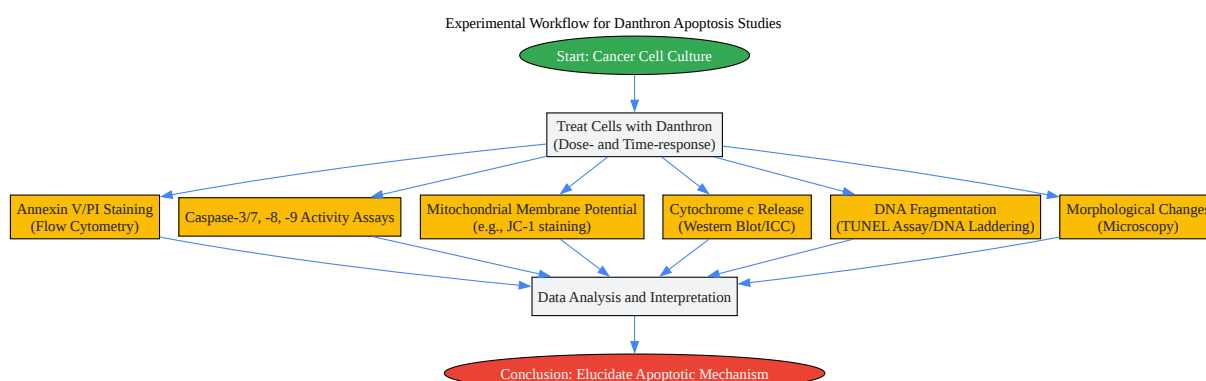 Experimental Workflow for Danthron Apoptosis Studies
Start: Cancer Cell Culture
Treat Cells with Danthron
(Dose- and Time-response)
Annexin V/PI Staining
(Flow Cytometry)
Caspase-3/7, -8, -9 Activity Assays
Mitochondrial Membrane Potential
(e.g., JC-1 staining)
Cytochrome c Release
(Western Blot/ICC)
DNA Fragmentation
(TUNEL Assay/DNA Laddering)
Morphological Changes
(Microscopy)
Data Analysis and Interpretation
Conclusion: Elucidate Apoptotic Mechanism